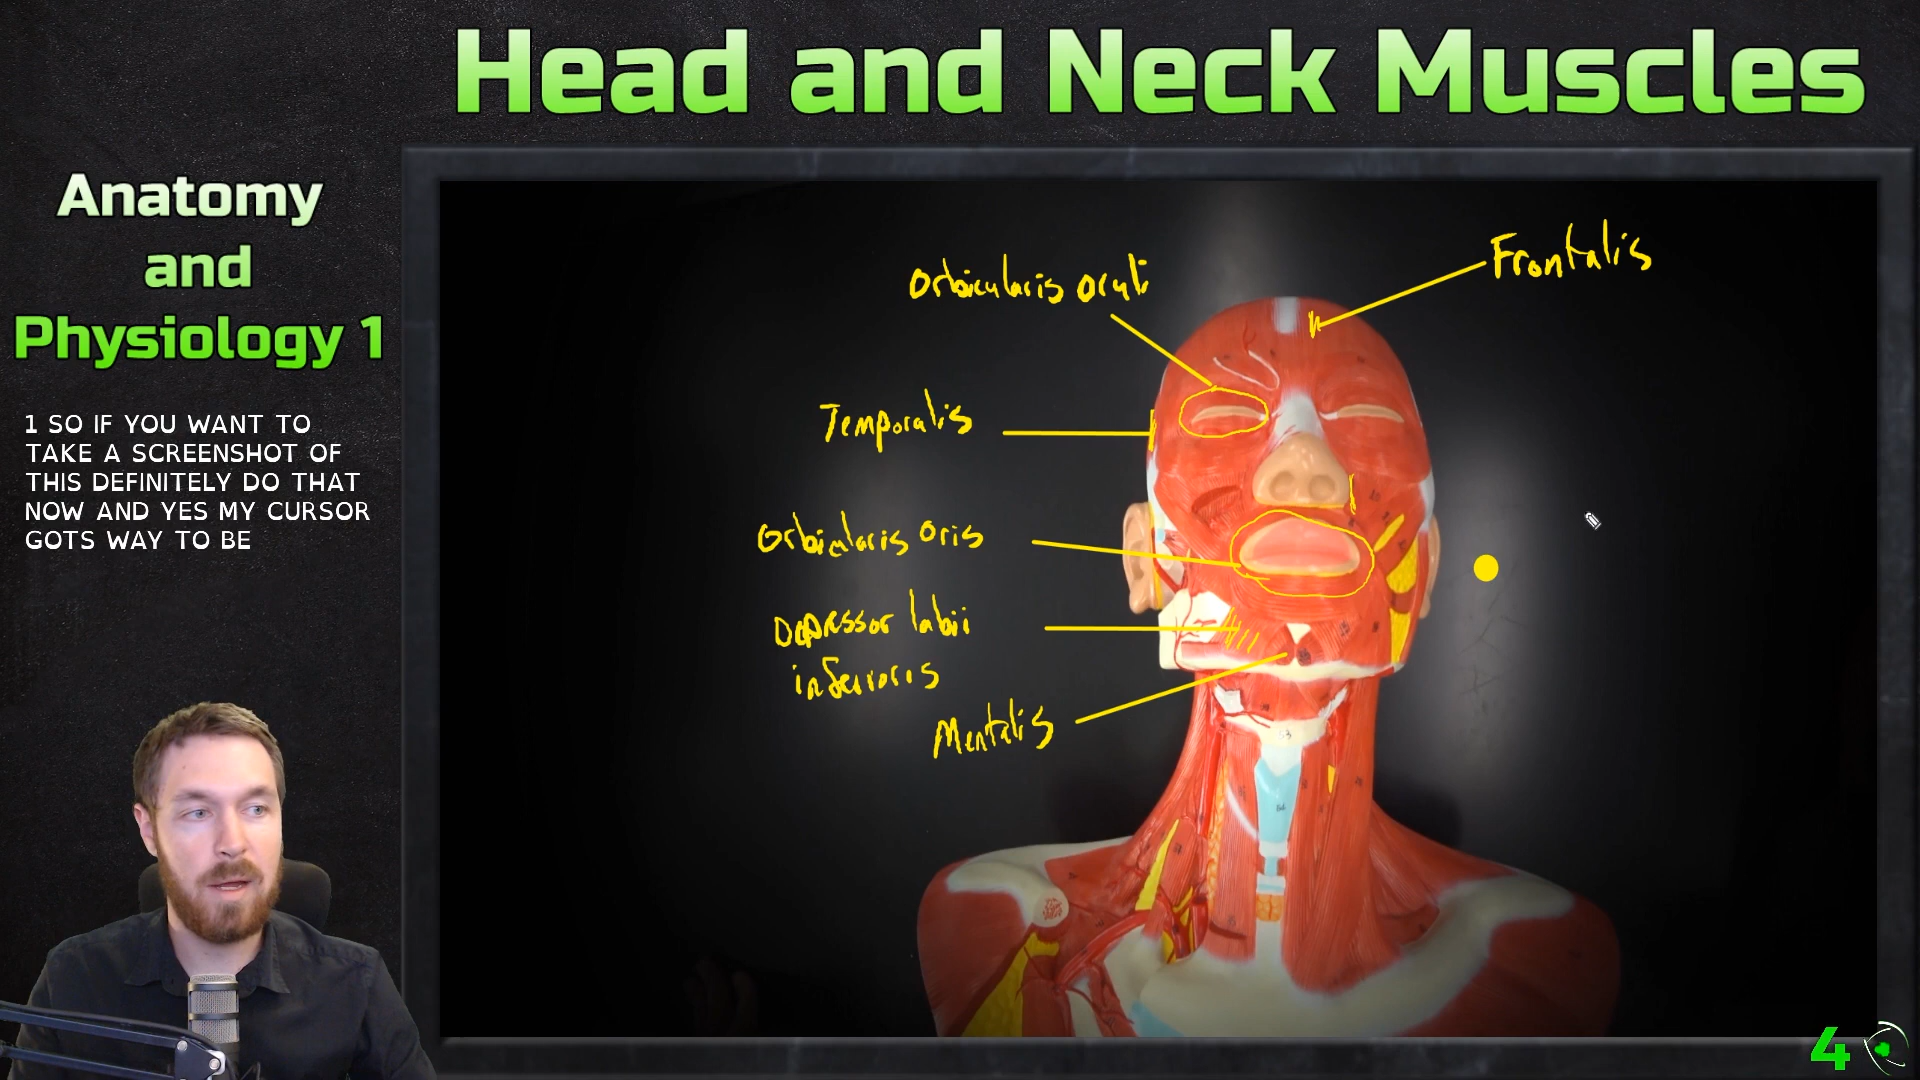 Head and Neck Muscles
Anatomy
and
Physiology 1
1 SO IF YOU WANT TO
TAKE A SCREENSHOT OF
THIS DEFINITELY DO THAT
NOW AND YES MY CURSOR
GOTS WAY TO BE
Orbicularis oculi
Frontalis
Temporalis
Orbicularis oris
Depressor labii
inferioris
Mentalis
53
4